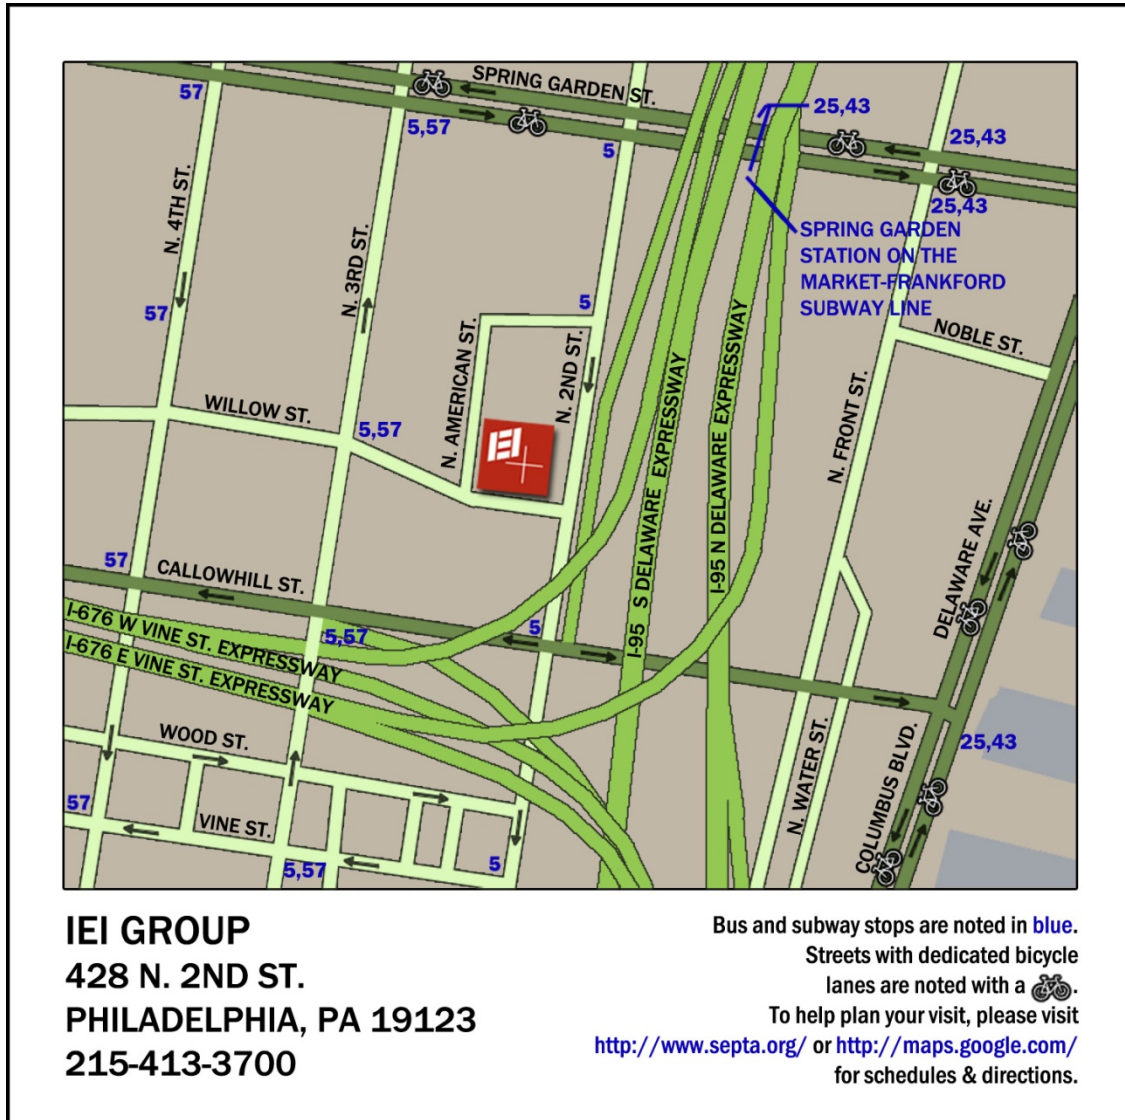 SPRING GARDEN ST.
57
25,43
5,57
5
25,43
25,43
N. 4TH ST.
N. 3RD ST.
SPRING GARDEN
STATION ON THE
MARKET-FRANKFORD
SUBWAY LINE
57
5
NOBLE ST.
N. AMERICAN ST.
N. 2ND ST.
I-95 S DELAWARE EXPRESSWAY
I-95 N DELAWARE EXPRESSWAY
N. FRONT ST.
WILLOW ST.
5,57
IEI
57
CALLOWHILL ST.
DELAWARE AVE.
I-676 W VINE ST. EXPRESSWAY
5,57
5
I-676 E VINE ST. EXPRESSWAY
WOOD ST.
N. WATER ST.
COLUMBUS BLVD.
25,43
57
VINE ST.
5,57
5
IEI GROUP
428 N. 2ND ST.
PHILADELPHIA, PA 19123
215-413-3700
Bus and subway stops are noted in blue.
Streets with dedicated bicycle
lanes are noted with a .
To help plan your visit, please visit
http://www.septa.org/ or http://maps.google.com/
for schedules & directions.